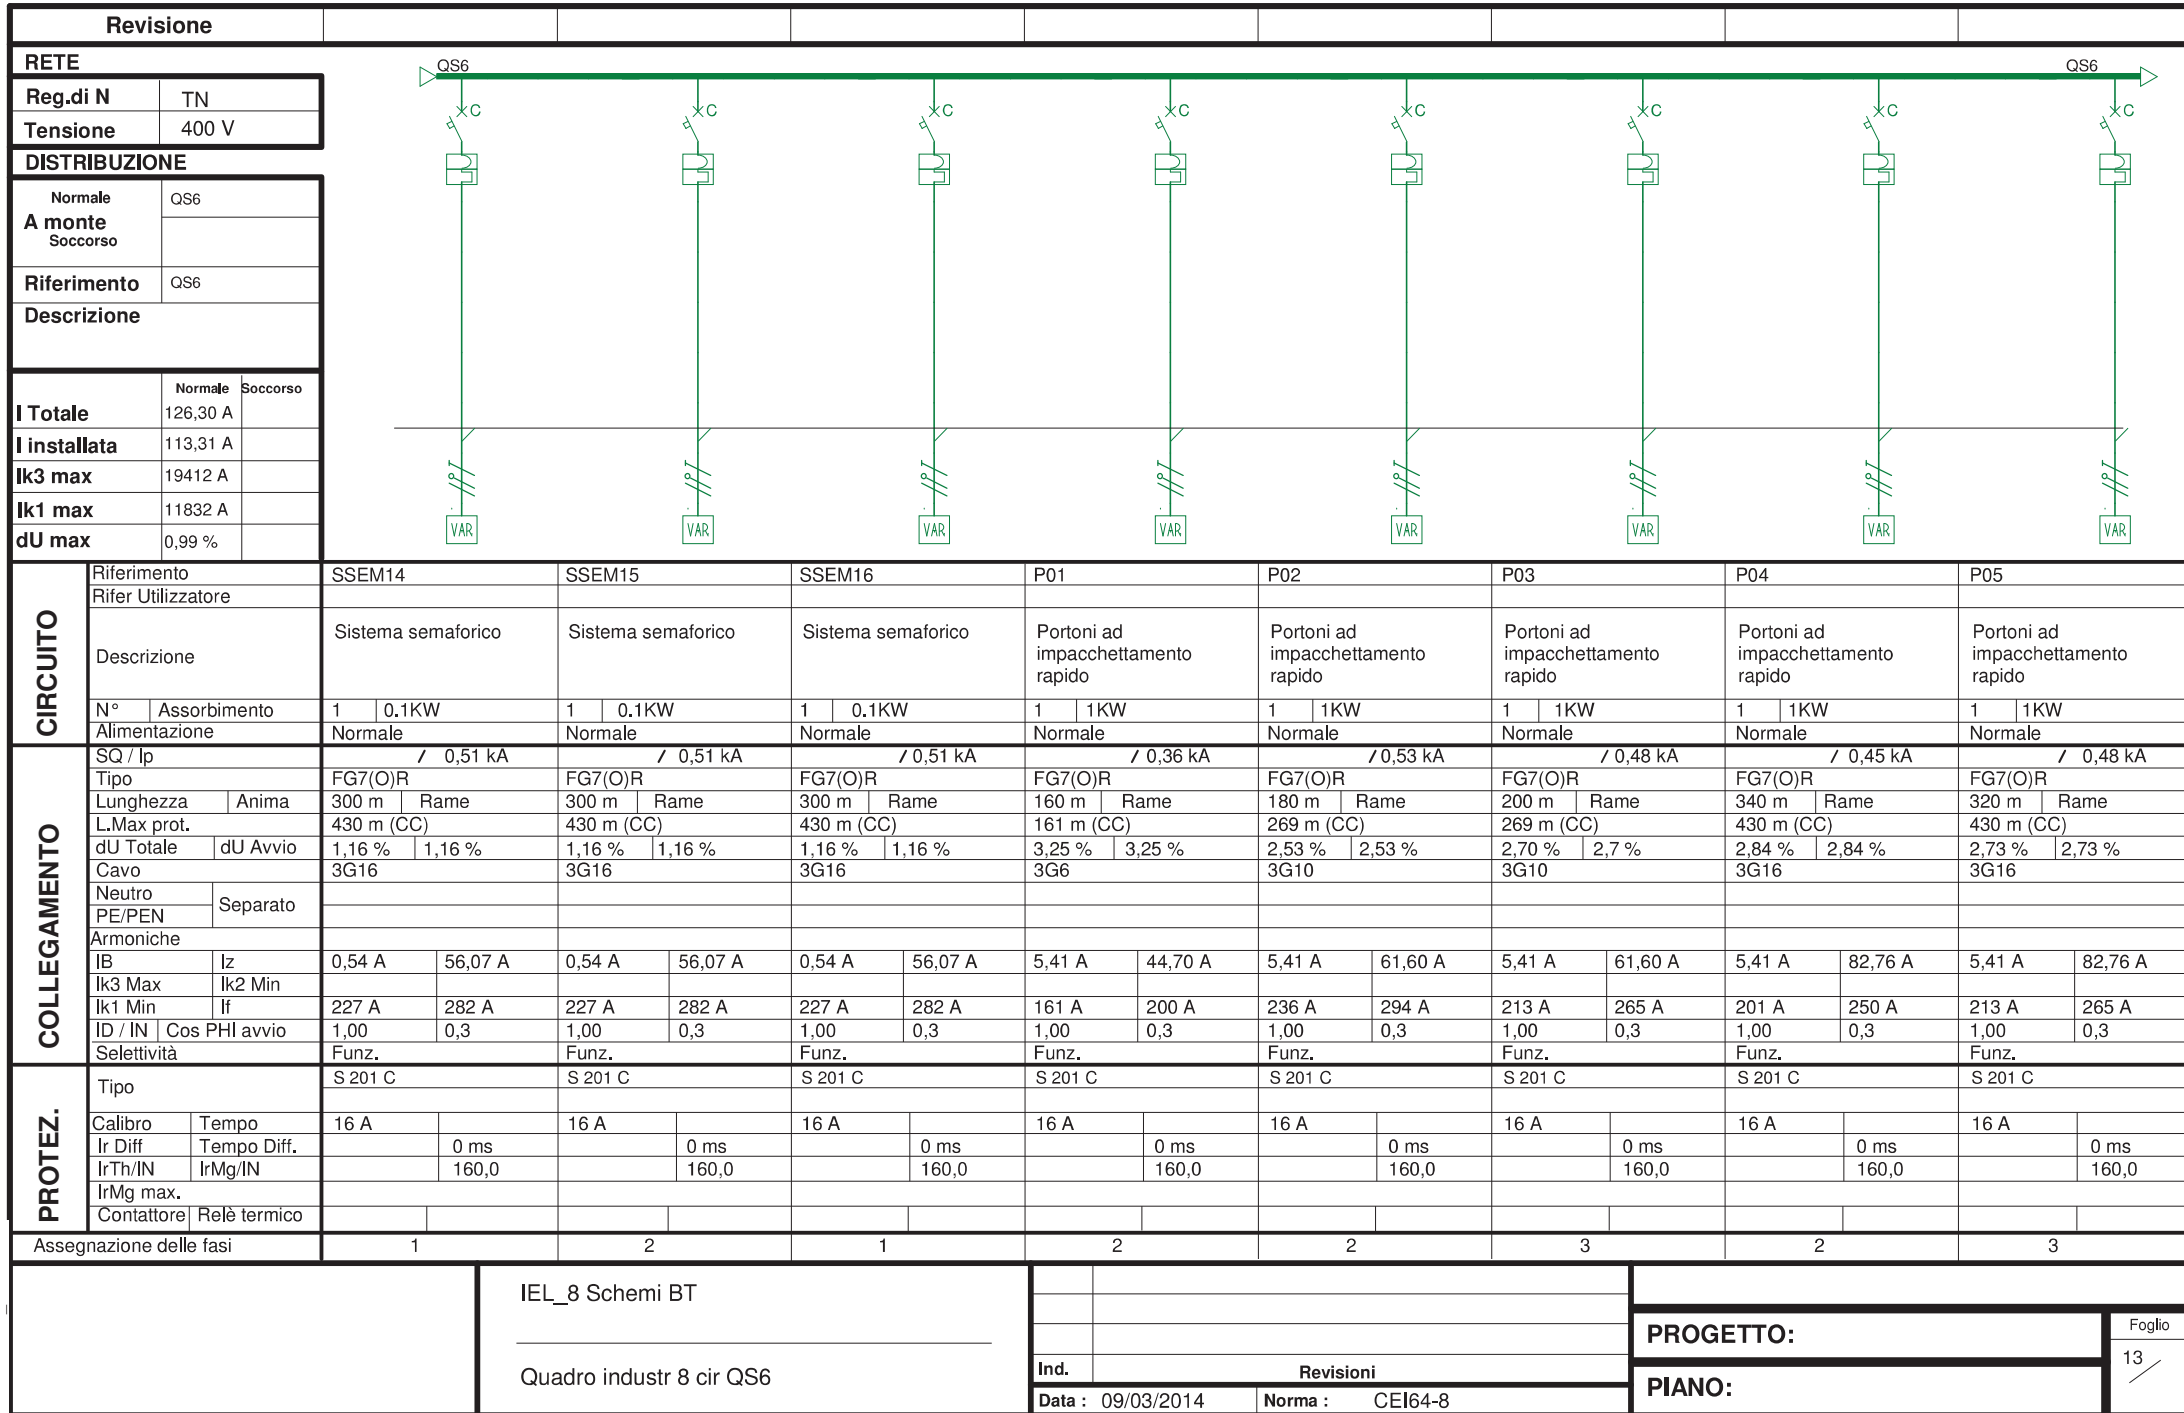 Revisione
RETE
Reg.di N TN
Tensione 400 V
DISTRIBUZIONE
Normale QS6
A monte
Soccorso
Riferimento QS6
Descrizione
Normale Soccorso
I Totale 126,30 A
I installata 113,31 A
Ik3 max 19412 A
Ik1 max 11832 A
dU max 0,99 %
QS6 QS6
C C C C C C C C
VAR VAR VAR VAR VAR VAR VAR VAR
CIRCUITO
Riferimento SSEM14 SSEM15 SSEM16 P01 P02 P03 P04 P05
Rifer Utilizzatore
Descrizione
Sistema semaforico Sistema semaforico Sistema semaforico Portoni ad Portoni ad Portoni ad Portoni ad Portoni ad
impacchettamento impacchettamento impacchettamento impacchettamento impacchettamento
rapido rapido rapido rapido rapido
N° Assorbimento 1 0.1KW 1 0.1KW 1 0.1KW 1 1KW 1 1KW 1 1KW 1 1KW 1 1KW
Alimentazione Normale Normale Normale Normale Normale Normale Normale Normale
COLLEGAMENTO
SQ / Ip / 0,51 kA / 0,51 kA / 0,51 kA / 0,36 kA / 0,53 kA / 0,48 kA / 0,45 kA / 0,48 kA
Tipo FG7(O)R FG7(O)R FG7(O)R FG7(O)R FG7(O)R FG7(O)R FG7(O)R FG7(O)R
Lunghezza Anima 300 m Rame 300 m Rame 300 m Rame 160 m Rame 180 m Rame 200 m Rame 340 m Rame 320 m Rame
L.Max prot. 430 m (CC) 430 m (CC) 430 m (CC) 161 m (CC) 269 m (CC) 269 m (CC) 430 m (CC) 430 m (CC)
dU Totale dU Avvio 1,16 % 1,16 % 1,16 % 1,16 % 1,16 % 1,16 % 3,25 % 3,25 % 2,53 % 2,53 % 2,70 % 2,7 % 2,84 % 2,84 % 2,73 % 2,73 %
Cavo 3G16 3G16 3G16 3G6 3G10 3G10 3G16 3G16
Neutro
Separato
PE/PEN
Armoniche
IB Iz 0,54 A 56,07 A 0,54 A 56,07 A 0,54 A 56,07 A 5,41 A 44,70 A 5,41 A 61,60 A 5,41 A 61,60 A 5,41 A 82,76 A 5,41 A 82,76 A
Ik3 Max Ik2 Min
Ik1 Min If 227 A 282 A 227 A 282 A 227 A 282 A 161 A 200 A 236 A 294 A 213 A 265 A 201 A 250 A 213 A 265 A
ID / IN Cos PHI avvio 1,00 0,3 1,00 0,3 1,00 0,3 1,00 0,3 1,00 0,3 1,00 0,3 1,00 0,3 1,00 0,3
Selettività Funz. Funz. Funz. Funz. Funz. Funz. Funz. Funz.
PROTEZ.
Tipo S 201 C S 201 C S 201 C S 201 C S 201 C S 201 C S 201 C S 201 C
Calibro Tempo 16 A 16 A 16 A 16 A 16 A 16 A 16 A 16 A
Ir Diff Tempo Diff. 0 ms 0 ms 0 ms 0 ms 0 ms 0 ms 0 ms 0 ms
IrTh/IN IrMg/IN 160,0 160,0 160,0 160,0 160,0 160,0 160,0 160,0
IrMg max.
Contattore Relè termico
Assegnazione delle fasi 1 2 1 2 2 3 2 3
IEL_8 Schemi BT
Quadro industr 8 cir QS6
Ind. Revisioni
Data : 09/03/2014 Norma : CEI64-8
PROGETTO:
PIANO:
Foglio
13 /